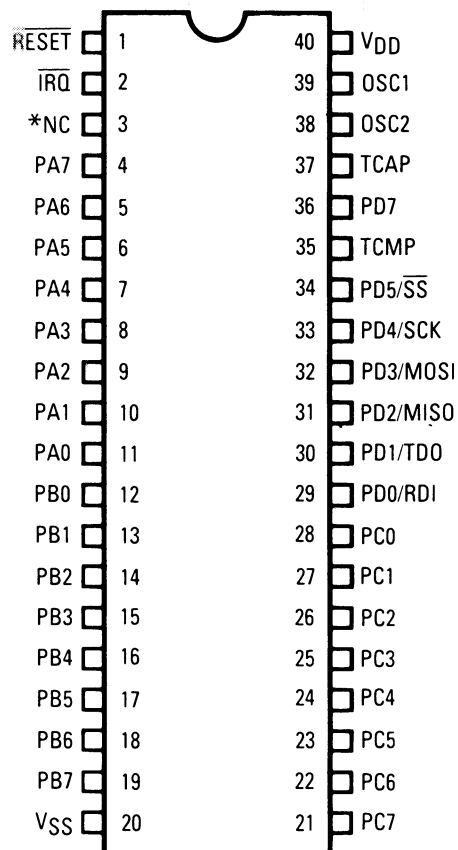 R̅E̅S̅E̅T̅ 1 40 VDD
I̅R̅Q̅ 2 39 OSC1
*NC 3 38 OSC2
PA7 4 37 TCAP
PA6 5 36 PD7
PA5 6 35 TCMP
PA4 7 34 PD5/S̅S̅
PA3 8 33 PD4/SCK
PA2 9 32 PD3/MOSI
PA1 10 31 PD2/MISO
PA0 11 30 PD1/TDO
PB0 12 29 PD0/RDI
PB1 13 28 PC0
PB2 14 27 PC1
PB3 15 26 PC2
PB4 16 25 PC3
PB5 17 24 PC4
PB6 18 23 PC5
PB7 19 22 PC6
VSS 20 21 PC7